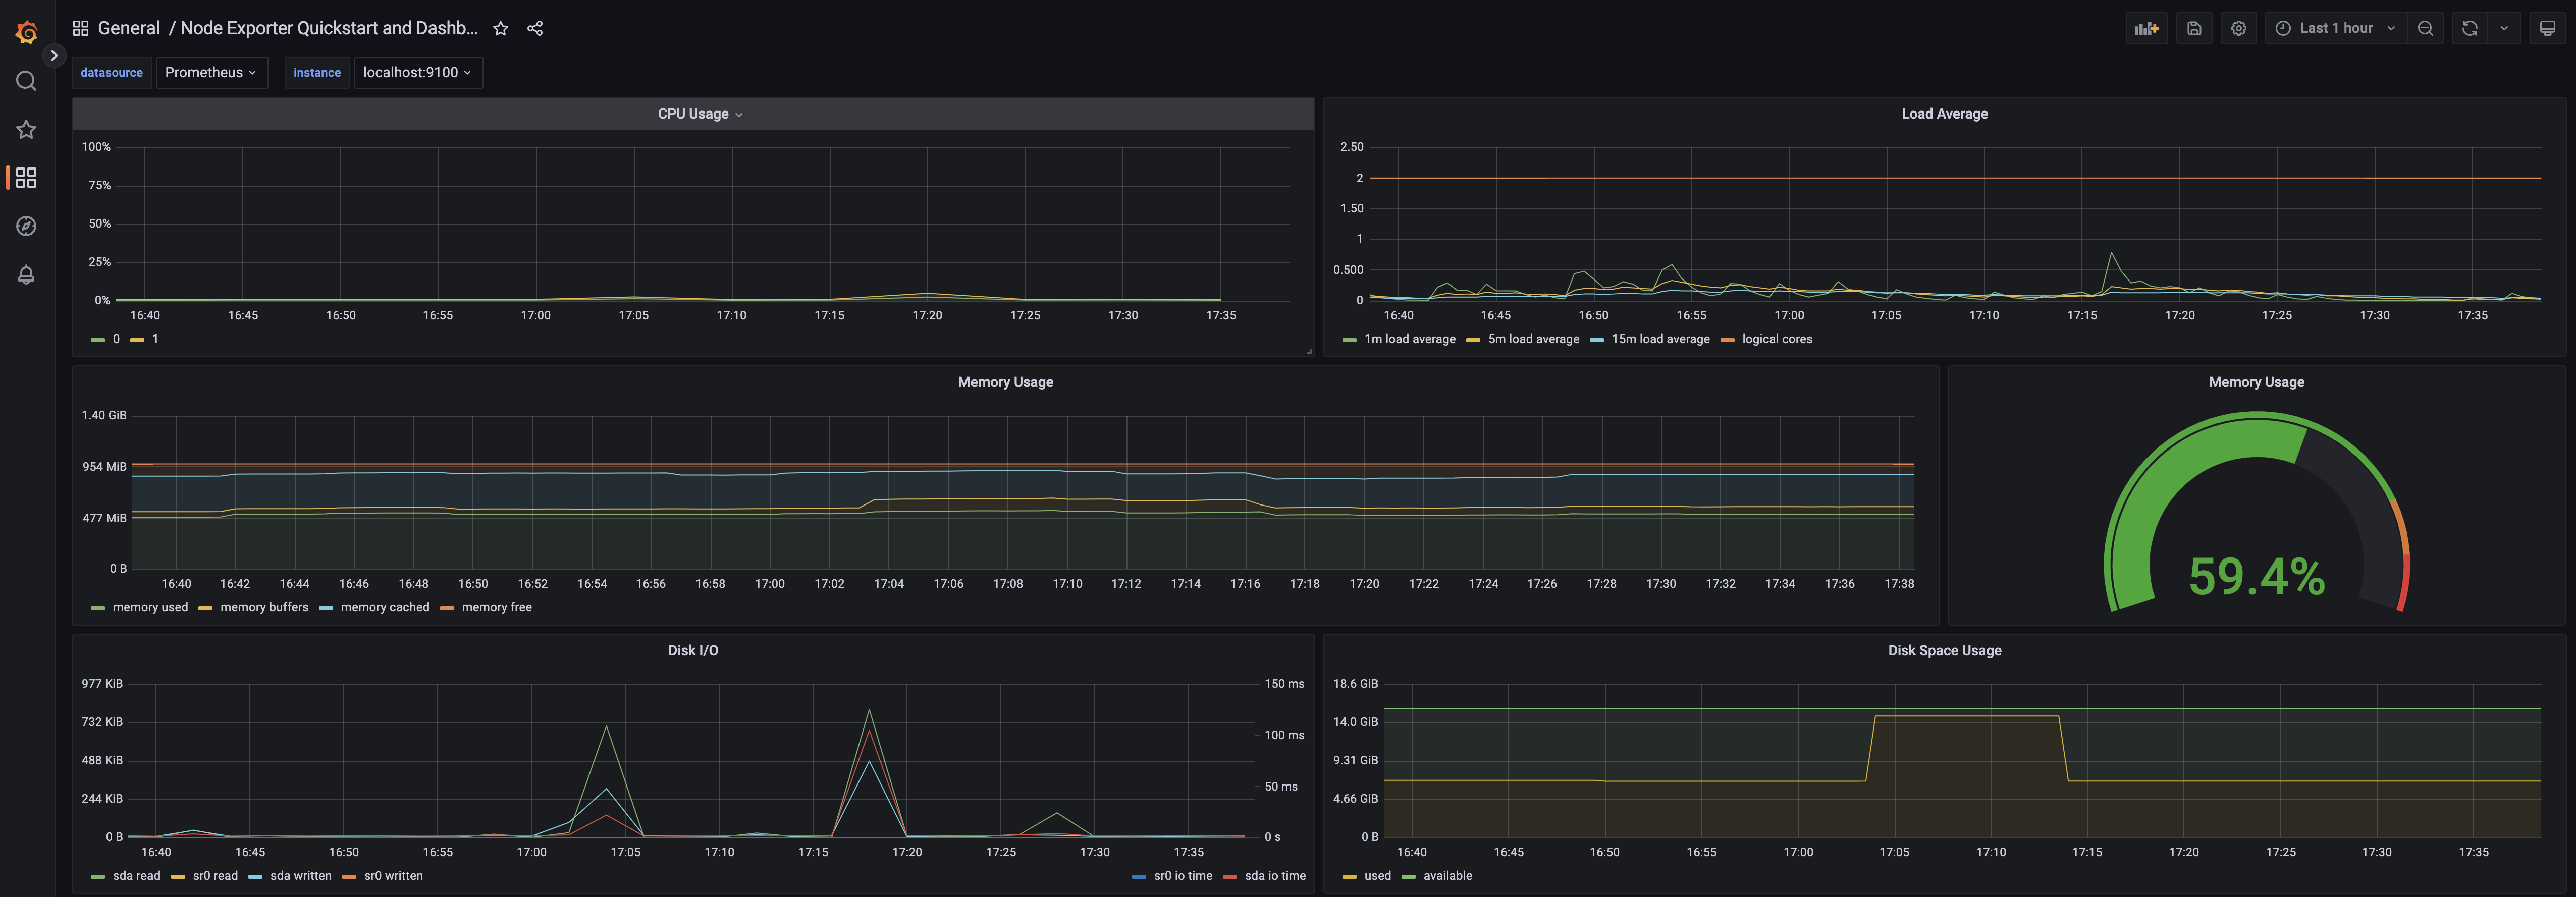 General / Node Exporter Quickstart and Dashb...
Last 1 hour
datasource Prometheus instance localhost:9100
CPU Usage
100%
75%
50%
25%
0%
16:40 16:45 16:50 16:55 17:00 17:05 17:10 17:15 17:20 17:25 17:30 17:35
0 1
Load Average
2.50
2
1.50
1
0.500
0
16:40 16:45 16:50 16:55 17:00 17:05 17:10 17:15 17:20 17:25 17:30 17:35
1m load average 5m load average 15m load average logical cores
Memory Usage
1.40 GiB
954 MiB
477 MiB
0 B
16:40 16:42 16:44 16:46 16:48 16:50 16:52 16:54 16:56 16:58 17:00 17:02 17:04 17:06 17:08 17:10 17:12 17:14 17:16 17:18 17:20 17:22 17:24 17:26 17:28 17:30 17:32 17:34 17:36 17:38
memory used memory buffers memory cached memory free
Memory Usage
59.4%
Disk I/O
977 KiB 150 ms
732 KiB
100 ms
488 KiB
50 ms
244 KiB
0 B 0 s
16:40 16:45 16:50 16:55 17:00 17:05 17:10 17:15 17:20 17:25 17:30 17:35
sda read sr0 read sda written sr0 written sr0 io time sda io time
Disk Space Usage
18.6 GiB
14.0 GiB
9.31 GiB
4.66 GiB
0 B
16:40 16:45 16:50 16:55 17:00 17:05 17:10 17:15 17:20 17:25 17:30 17:35
used available